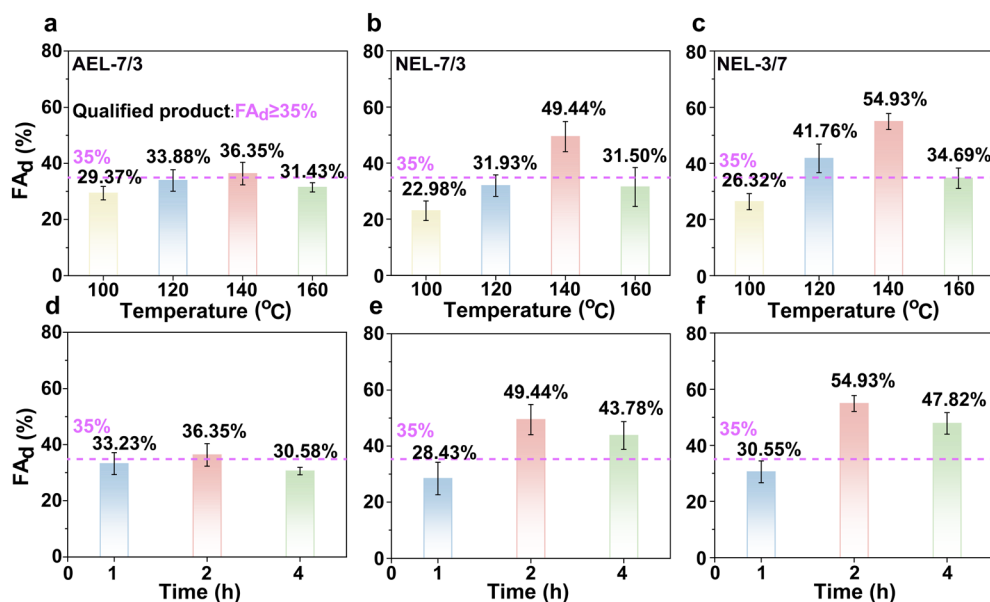 a
AEL-7/3
Qualified product:FAd≥35%
35%
29.37%
33.88%
36.35%
31.43%
FAd (%)
80
60
40
20
0
100 120 140 160
Temperature (oC)
b
NEL-7/3
35%
22.98%
31.93%
49.44%
31.50%
80
60
40
20
0
100 120 140 160
Temperature (oC)
c
NEL-3/7
35%
26.32%
41.76%
54.93%
34.69%
80
60
40
20
0
100 120 140 160
Temperature (oC)
d
35%
33.23%
36.35%
30.58%
FAd (%)
80
60
40
20
0
0 1 2 4
Time (h)
e
35%
28.43%
49.44%
43.78%
80
60
40
20
0
0 1 2 4
Time (h)
f
35%
30.55%
54.93%
47.82%
80
60
40
20
0
0 1 2 4
Time (h)